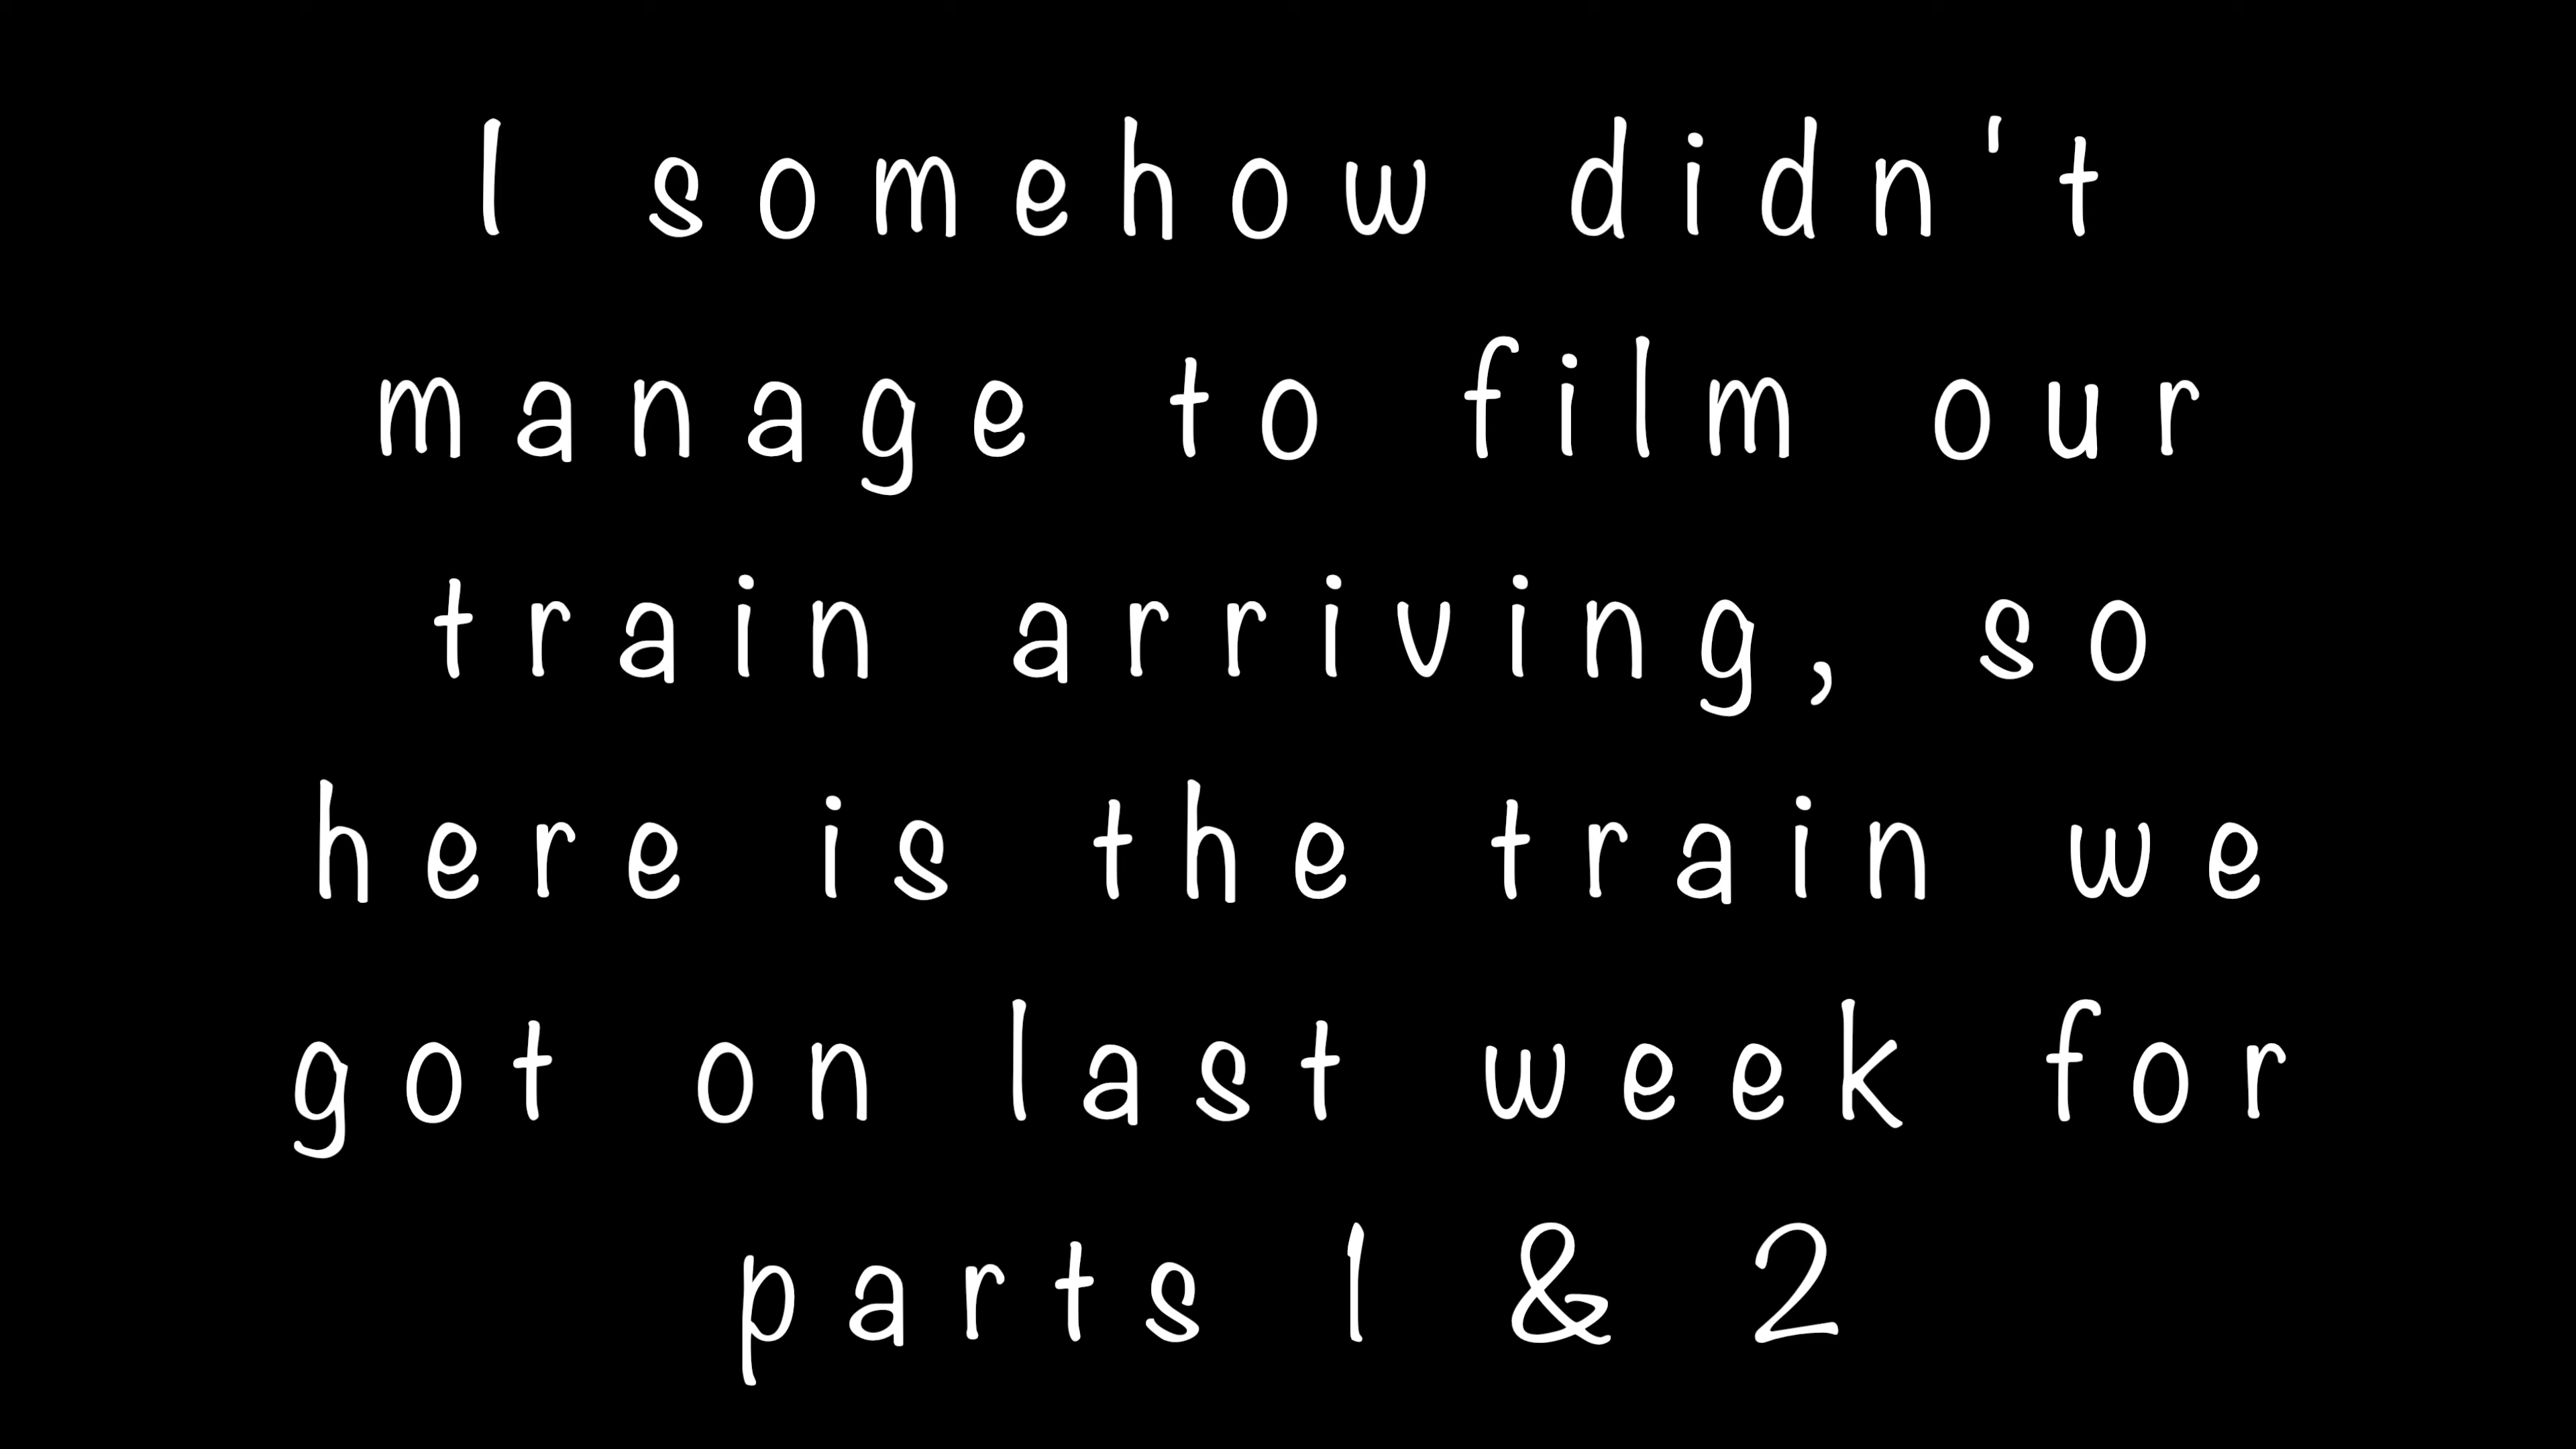 I somehow didn't
manage to film our
train arriving, so
here is the train we
got on last week for
parts 1 & 2